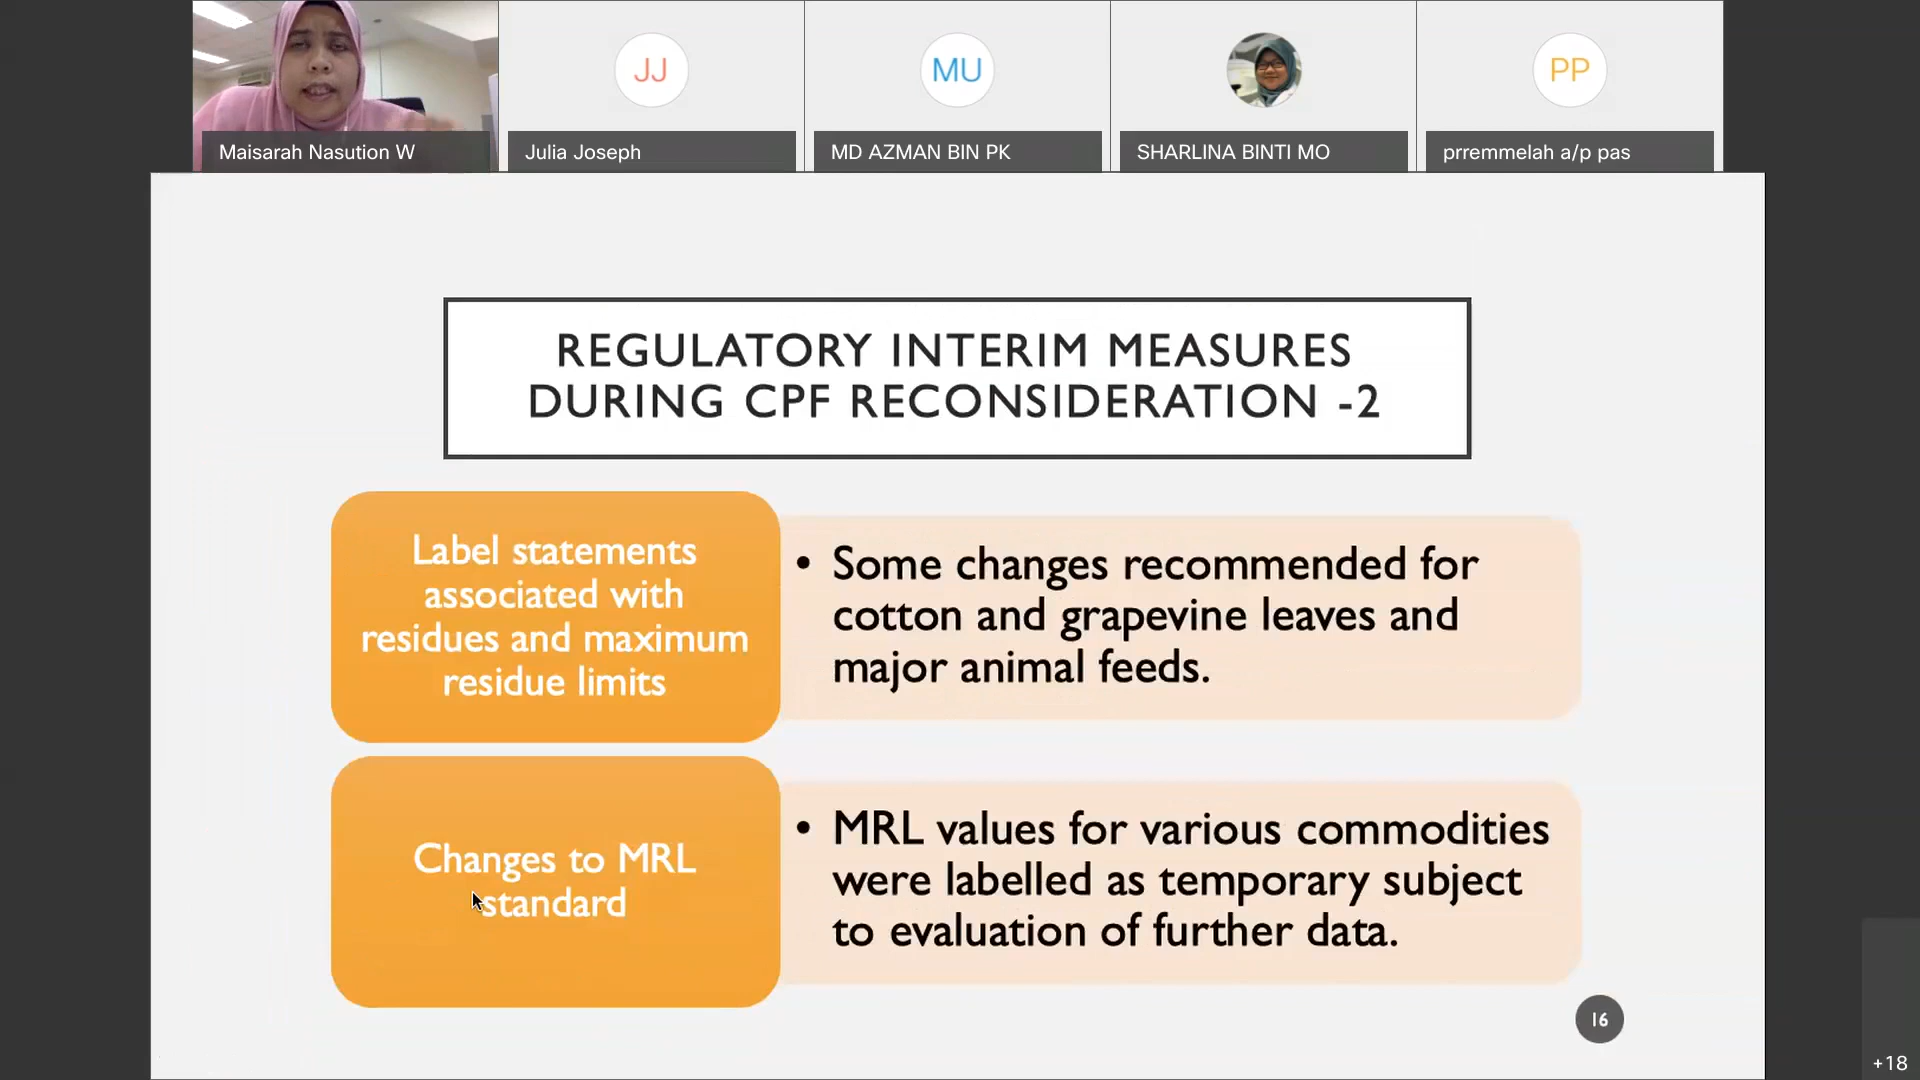 JJ
MU
PP
Maisarah Nasution W
Julia Joseph
MD AZMAN BIN PK
SHARLINA BINTI MO
prremmelah a/p pas
REGULATORY INTERIM MEASURES
DURING CPF RECONSIDERATION -2
Label statements
associated with
residues and maximum
residue limits
• Some changes recommended for
cotton and grapevine leaves and
major animal feeds.
Changes to MRL
standard
• MRL values for various commodities
were labelled as temporary subject
to evaluation of further data.
16
+18